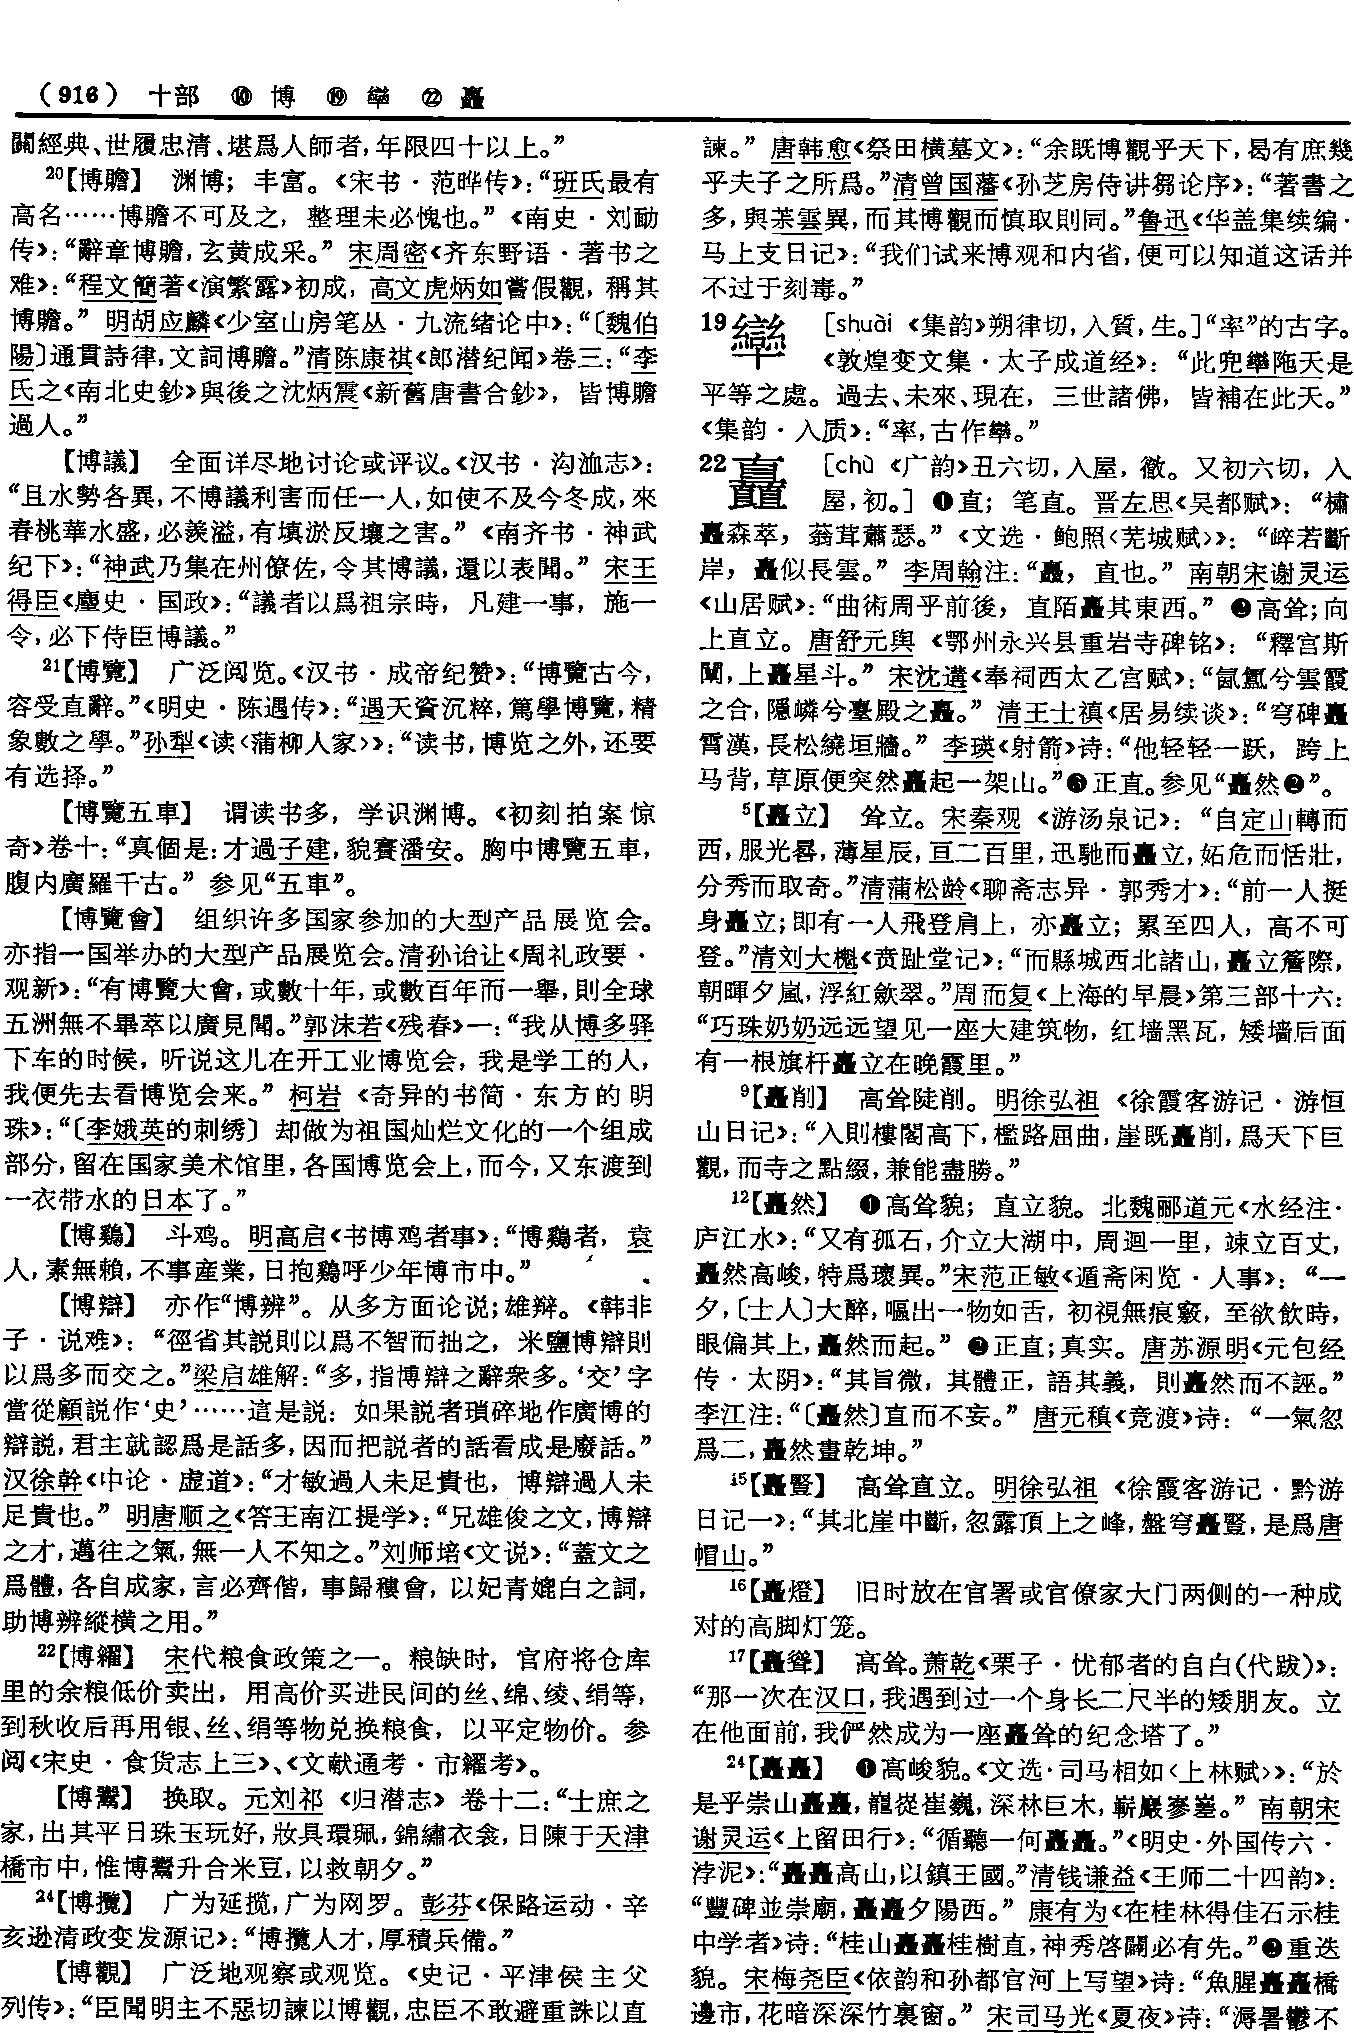 （916） 十部 ⑩ 博 ⑲ 䜌 ㉒ 矗
闢經典、世履忠清、堪爲人師者，年限四十以上。”
20【博贍】 渊博；丰富。《宋书·范晔传》：“班氏最有
高名……博贍不可及之，整理未必愧也。”《南史·刘勔
传》：“辭章博贍，玄黄成采。”宋周密《齐东野语·著书之
难》：“程文簡著《演繁露》初成，高文虎炳如嘗假觀，稱其
博贍。”明胡应麟《少室山房笔丛·九流绪论中》：“〔魏伯
陽〕通貫詩律，文詞博贍。”清陈康祺《郎潜纪闻》卷三：“李
氏之《南北史鈔》與後之沈炳震《新舊唐書合鈔》，皆博贍
過人。”
【博議】 全面详尽地讨论或评议。《汉书·沟洫志》：
“且水勢各異，不博議利害而任一人，如使不及今冬成，來
春桃華水盛，必羨溢，有填淤反壤之害。”《南齐书·神武
纪下》：“神武乃集在州僚佐，令其博議，還以表聞。”宋王
得臣《麈史·国政》：“議者以爲祖宗時，凡建一事，施一
令，必下侍臣博議。”
21【博覽】 广泛阅览。《汉书·成帝纪赞》：“博覽古今，
容受直辭。”《明史·陈遇传》：“遇天資沉粹，篤學博覽，精
象數之學。”孙犁《读〈蒲柳人家〉》：“读书，博览之外，还要
有选择。”
【博覽五車】 谓读书多，学识渊博。《初刻拍案惊
奇》卷十：“真個是：才過子建，貌賽潘安。胸中博覽五車，
腹内廣羅千古。”参见“五車”。
【博覽會】 组织许多国家参加的大型产品展览会。
亦指一国举办的大型产品展览会。清孙诒让《周礼政要·
观新》：“有博覽大會，或數十年，或數百年而一舉，則全球
五洲無不畢萃以廣見聞。”郭沫若《残春》一：“我从博多驿
下车的时候，听说这儿在开工业博览会，我是学工的人，
我便先去看博览会来。”柯岩《奇异的书简·东方的明
珠》：“〔李娥英的刺绣〕却做为祖国灿烂文化的一个组成
部分，留在国家美术馆里，各国博览会上，而今，又东渡到
一衣带水的日本了。”
【博鷄】 斗鸡。明高启《书博鸡者事》：“博鷄者，袁
人，素無賴，不事産業，日抱鷄呼少年博市中。”
【博辯】 亦作“博辨”。从多方面论说；雄辩。《韩非
子·说难》：“徑省其説則以爲不智而拙之，米鹽博辯則
以爲多而交之。”梁启雄解：“多，指博辯之辭衆多。‘交’字
當從顧説作‘史’……這是説：如果説者瑣碎地作廣博的
辯説，君主就認爲是話多，因而把説者的話看成是廢話。”
汉徐幹《中论·虚道》：“才敏過人未足貴也，博辯過人未
足貴也。”明唐顺之《答王南江提学》：“兄雄俊之文，博辯
之才，邁往之氣，無一人不知之。”刘师培《文说》：“蓋文之
爲體，各自成家，言必齊偕，事歸穜會，以妃青媲白之詞，
助博辨縱横之用。”
22【博糴】 宋代粮食政策之一。粮缺时，官府将仓库
里的余粮低价卖出，用高价买进民间的丝、绵、绫、绢等，
到秋收后再用银、丝、绢等物兑换粮食，以平定物价。参
阅《宋史·食货志上三》、《文献通考·市糴考》。
【博鬻】 换取。元刘祁《归潜志》卷十二：“士庶之
家，出其平日珠玉玩好，妝具環珮，錦繡衣衾，日陳于天津
橋市中，惟博鬻升合米豆，以救朝夕。”
24【博攬】 广为延揽，广为网罗。彭芬《保路运动·辛
亥逊清政变发源记》：“博攬人才，厚積兵備。”
【博觀】 广泛地观察或观览。《史记·平津侯主父
列传》：“臣聞明主不惡切諫以博觀，忠臣不敢避重誅以直
諫。”唐韩愈《祭田横墓文》：“余既博觀乎天下，曷有庶幾
乎夫子之所爲。”清曾国藩《孙芝房侍讲芻论序》：“著書之
多，與茶雲異，而其博觀而慎取則同。”鲁迅《华盖集续编·
马上支日记》：“我们试来博观和内省，便可以知道这话并
不过于刻毒。”
19 [shuài 《集韵》朔律切，入質，生。]“率”的古字。
《敦煌变文集·太子成道经》：“此兜陁天是
平等之處。過去、未來、現在，三世諸佛，皆補在此天。”
《集韵·入质》：“率，古作。”
22 矗 [chù 《广韵》丑六切，入屋，徹。又初六切，入
屋，初。] ❶直；笔直。晋左思《吴都赋》：“橚
矗森萃，蓊茸蕭瑟。”《文选·鲍照〈芜城赋〉》：“崪若斷
岸，矗似長雲。”李周翰注：“矗，直也。”南朝宋谢灵运
《山居赋》：“曲術周乎前後，直陌矗其東西。”❷高耸；向
上直立。唐舒元舆《鄂州永兴县重岩寺碑铭》：“釋宫斯
闡，上矗星斗。”宋沈遘《奉祠西太乙宫赋》：“氤氲兮雲霞
之合，隱嶙兮臺殿之矗。”清王士禛《居易续谈》：“穹碑矗
霄漢，長松繞垣牆。”李瑛《射箭》诗：“他轻轻一跃，跨上
马背，草原便突然矗起一架山。”❸正直。参见“矗然❷”。
5【矗立】 耸立。宋秦观《游汤泉记》：“自定山轉而
西，服光晷，薄星辰，亘二百里，迅馳而矗立，妬危而恬壯，
分秀而取奇。”清蒲松龄《聊斋志异·郭秀才》：“前一人挺
身矗立；即有一人飛登肩上，亦矗立；累至四人，高不可
登。”清刘大櫆《贲趾堂记》：“而縣城西北諸山，矗立簷際，
朝暉夕嵐，浮紅歛翠。”周而复《上海的早晨》第三部十六：
“巧珠奶奶远远望见一座大建筑物，红墙黑瓦，矮墙后面
有一根旗杆矗立在晚霞里。”
9【矗削】 高耸陡削。明徐弘祖《徐霞客游记·游恒
山日记》：“入則樓閣高下，檻路屈曲，崖既矗削，爲天下巨
觀，而寺之點綴，兼能盡勝。”
12【矗然】 ❶高耸貌；直立貌。北魏郦道元《水经注·
庐江水》：“又有孤石，介立大湖中，周迴一里，竦立百丈，
矗然高峻，特爲瓌異。”宋范正敏《遁斋闲览·人事》：“一
夕，〔士人〕大醉，嘔出一物如舌，初視無痕竅，至欲飲時，
眼偏其上，矗然而起。”❷正直；真实。唐苏源明《元包经
传·太阴》：“其旨微，其體正，語其義，則矗然而不誣。”
李江注：“〔矗然〕直而不妄。”唐元稹《竞渡》诗：“一氣忽
爲二，矗然畫乾坤。”
15【矗竪】 高耸直立。明徐弘祖《徐霞客游记·黔游
日记一》：“其北崖中斷，忽露頂上之峰，盤穹矗竪，是爲唐
帽山。”
16【矗燈】 旧时放在官署或官僚家大门两侧的一种成
对的高脚灯笼。
17【矗聳】 高耸。萧乾《栗子·忧郁者的自白（代跋）》：
“那一次在汉口，我遇到过一个身长二尺半的矮朋友。立
在他面前，我俨然成为一座矗耸的纪念塔了。”
24【矗矗】 ❶高峻貌。《文选·司马相如〈上林赋〉》：“於
是乎崇山矗矗，巃嵸崔巍，深林巨木，嶄巖參嵳。”南朝宋
谢灵运《上留田行》：“循聽一何矗矗。”《明史·外国传六·
浡泥》：“矗矗高山，以鎮王國。”清钱谦益《王师二十四韵》：
“豐碑並崇廟，矗矗夕陽西。”康有为《在桂林得佳石示桂
中学者》诗：“桂山矗矗桂樹直，神秀啓闢必有先。”❷重迭
貌。宋梅尧臣《依韵和孙都官河上写望》诗：“魚腥矗矗橋
邊市，花暗深深竹裏窗。”宋司马光《夏夜》诗：“溽暑鬱不